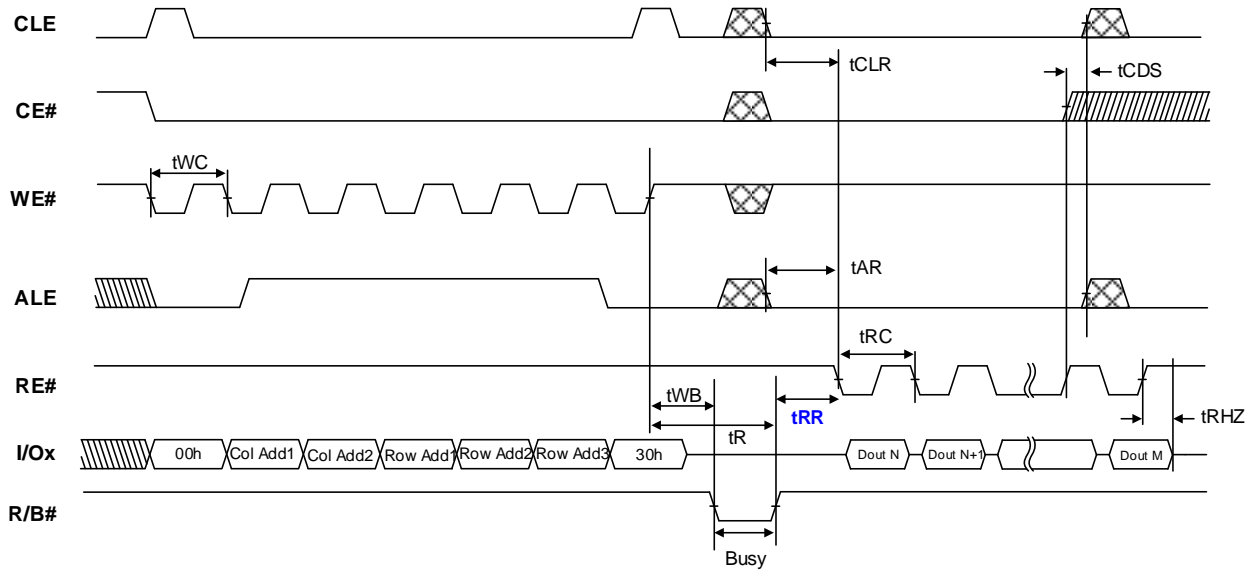 CLE
tCLR
tCDS
CE#
tWC
WE#
ALE
tAR
RE#
tRC
tWB
tRR
tR
tRHZ
I/Ox
00h Col Add1 Col Add2 Row Add1 Row Add2 Row Add3 30h Dout N Dout N+1 Dout M
R/B#
Busy